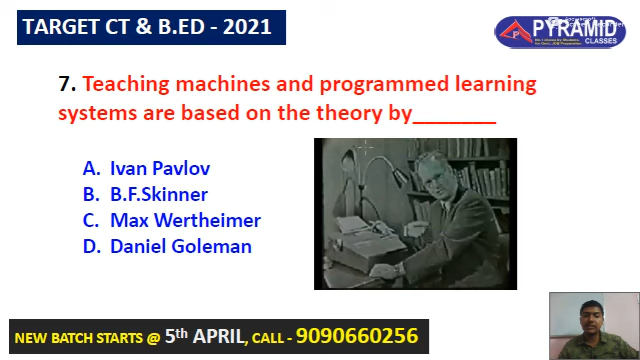 TARGET CT & B.ED - 2021
PYRAMID
CLASSES
7. Teaching machines and programmed learning
systems are based on the theory by_______
A. Ivan Pavlov
B. B.F.Skinner
C. Max Wertheimer
D. Daniel Goleman
NEW BATCH STARTS @ 5th APRIL, CALL - 9090660256